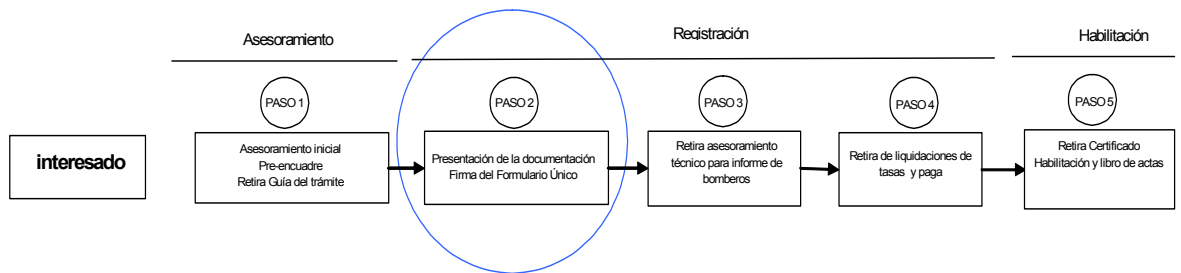 Asesoramiento
Registración
Habilitación
PASO 1
PASO 2
PASO 3
PASO 4
PASO 5
interesado
Asesoramiento inicial
Pre-encuadre
Retira Guía del trámite
Presentación de la documentación
Firma del Formulario Único
Retira asesoramiento
técnico para informe de
bomberos
Retira de liquidaciones de
tasas y paga
Retira Certificado
Habilitación y libro de actas